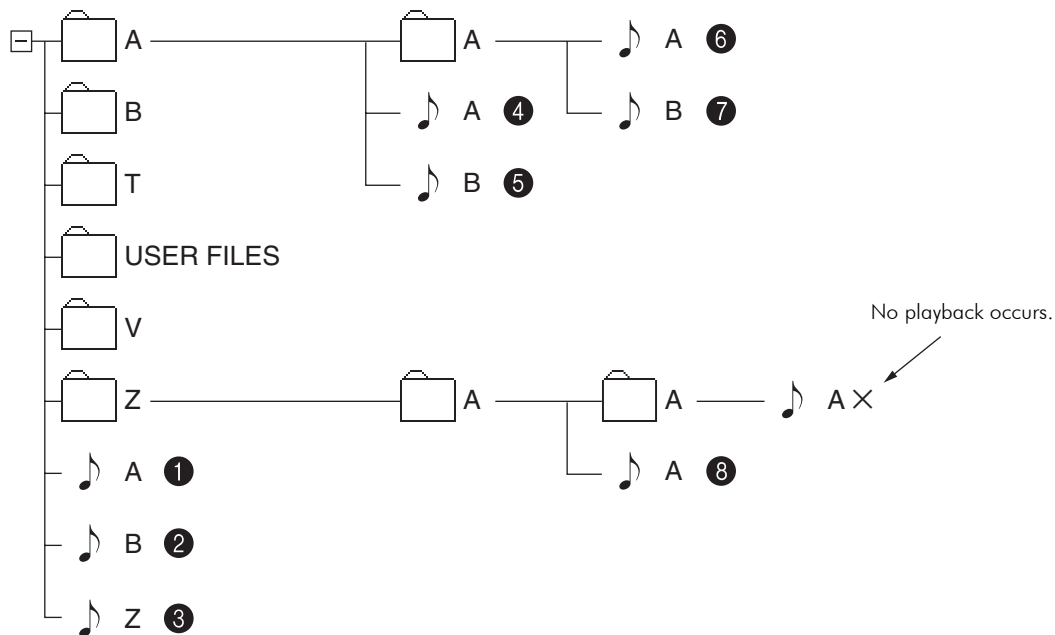 A A A 6
B A 4 B 7
T B 5
USER FILES
V
No playback occurs.
Z A A A ×
A 1 A 8
B 2
Z 3